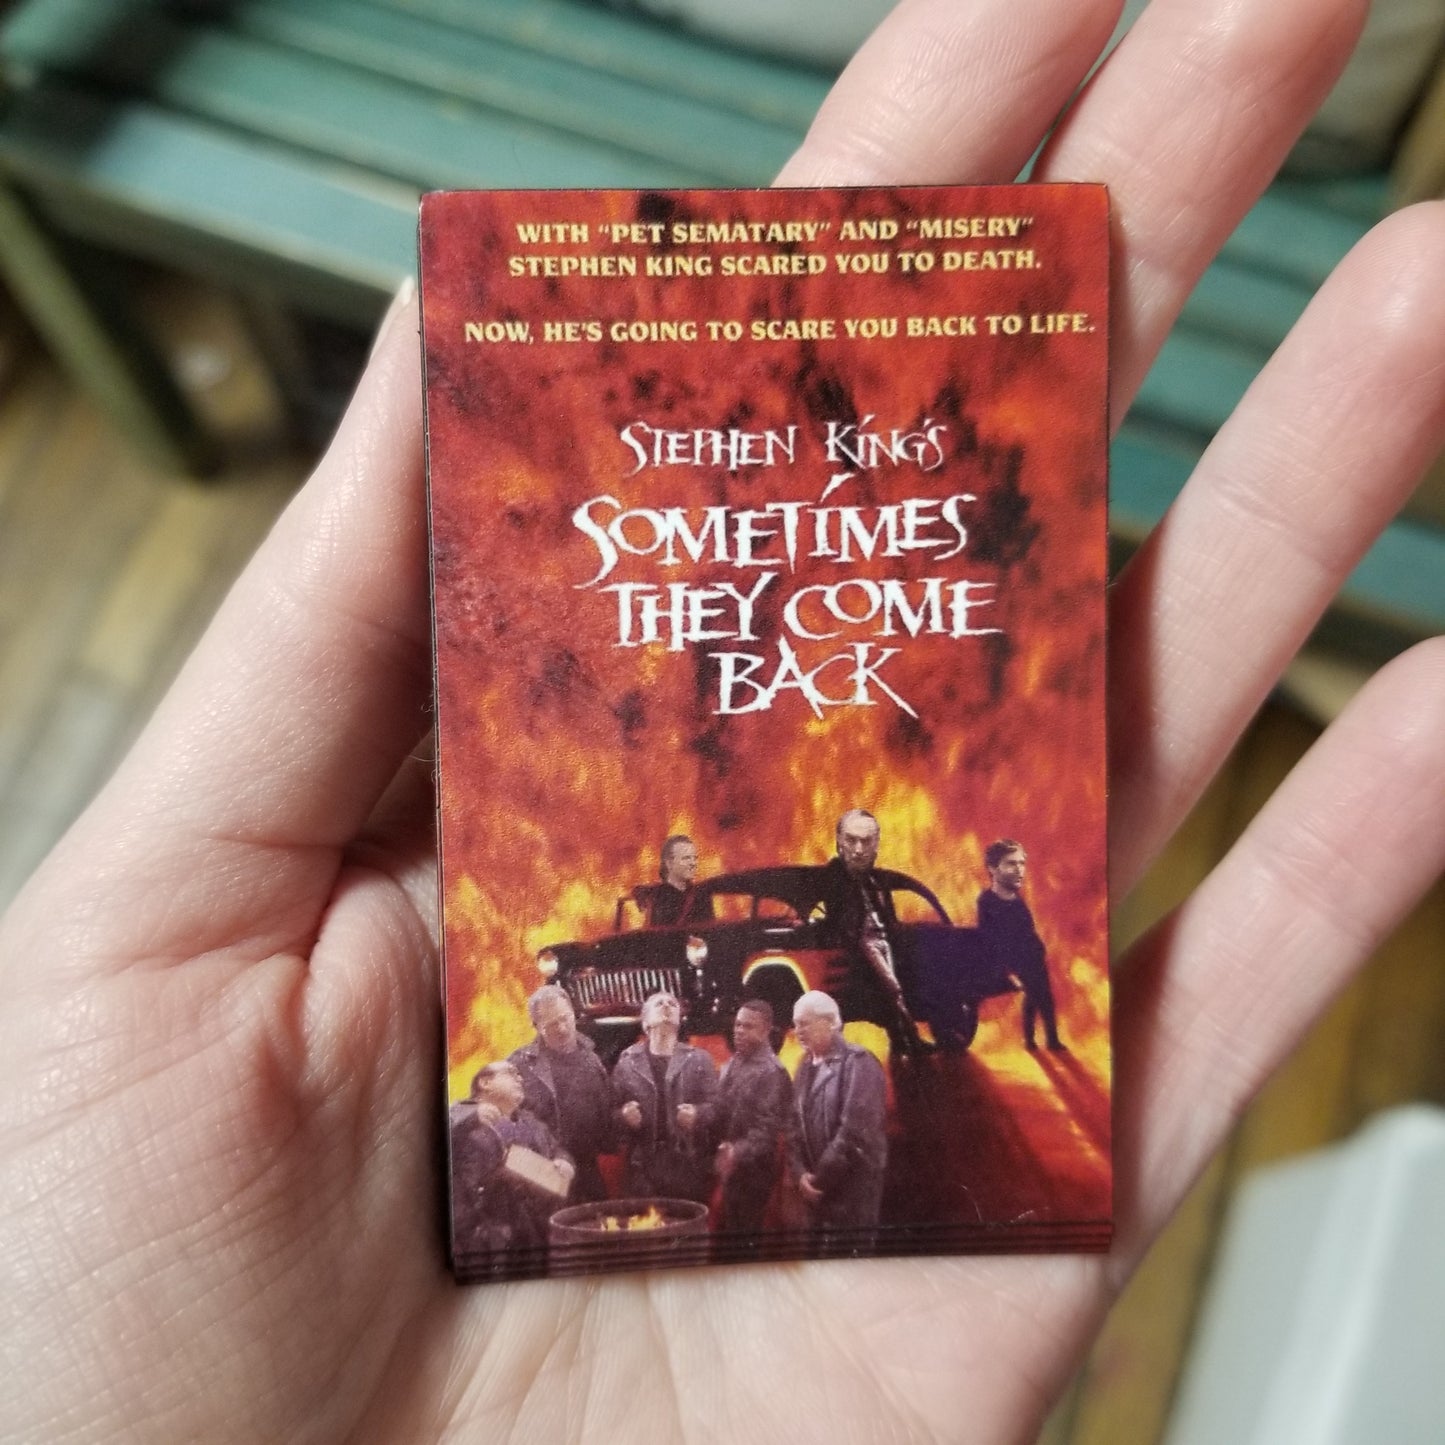 WITH "PET SEMATARY" AND "MISERY"
STEPHEN KING SCARED YOU TO DEATH.
NOW, HE'S GOING TO SCARE YOU BACK TO LIFE.
STEPHEN KING'S
SOMETIMES
THEY COME
BACK